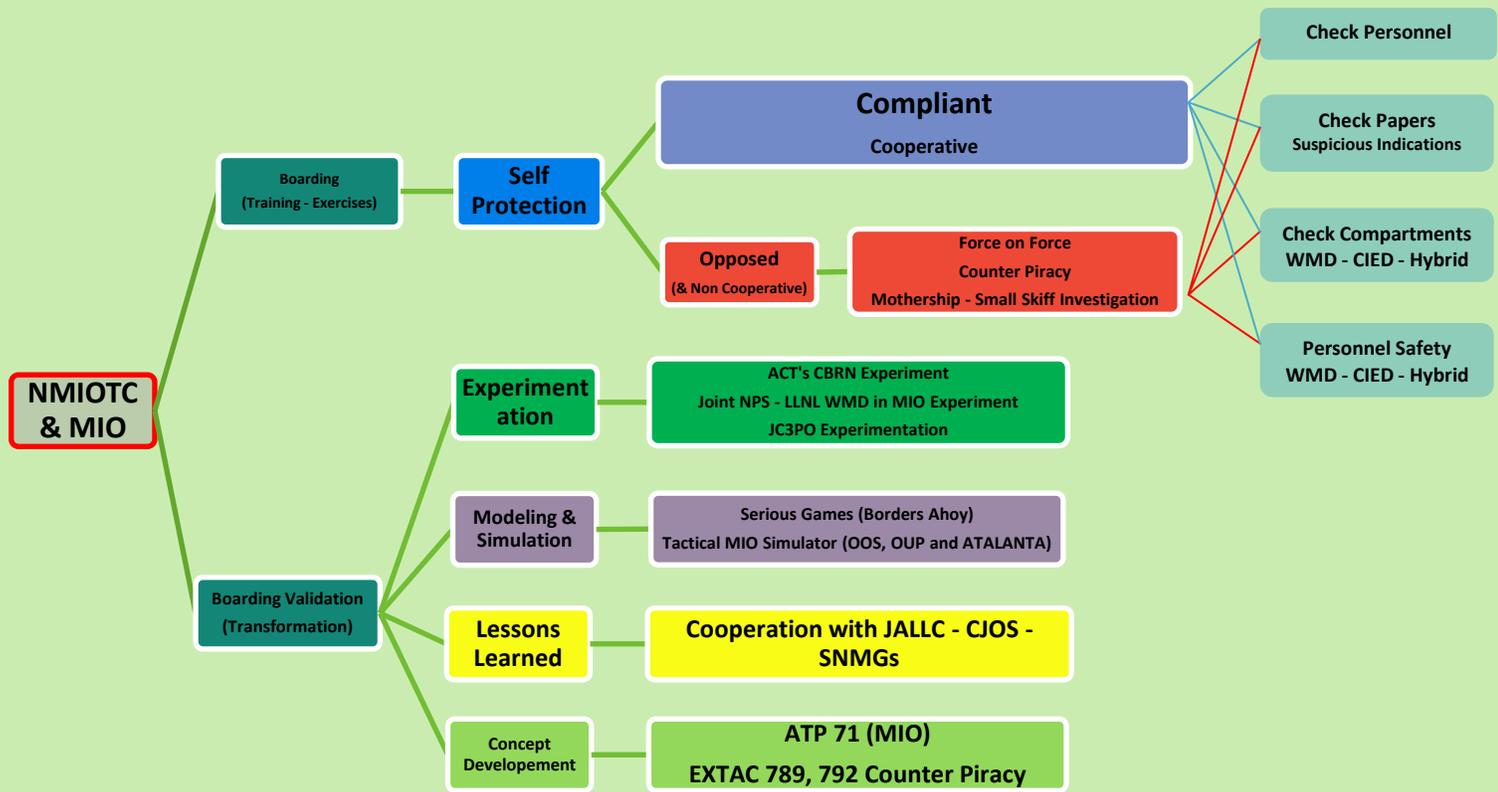 NMIOTC
& MIO
Boarding
(Training - Exercises)
Self
Protection
Compliant
Cooperative
Opposed
(& Non Cooperative)
Force on Force
Counter Piracy
Mothership - Small Skiff Investigation
Check Personnel
Check Papers
Suspicious Indications
Check Compartments
WMD - CIED - Hybrid
Personnel Safety
WMD - CIED - Hybrid
Boarding Validation
(Transformation)
Experiment
ation
ACT's CBRN Experiment
Joint NPS - LLNL WMD in MIO Experiment
JC3PO Experimentation
Modeling &
Simulation
Serious Games (Borders Ahoy)
Tactical MIO Simulator (OOS, OUP and ATALANTA)
Lessons
Learned
Cooperation with JALLC - CJOS -
SNMGs
Concept
Developement
ATP 71 (MIO)
EXTAC 789, 792 Counter Piracy